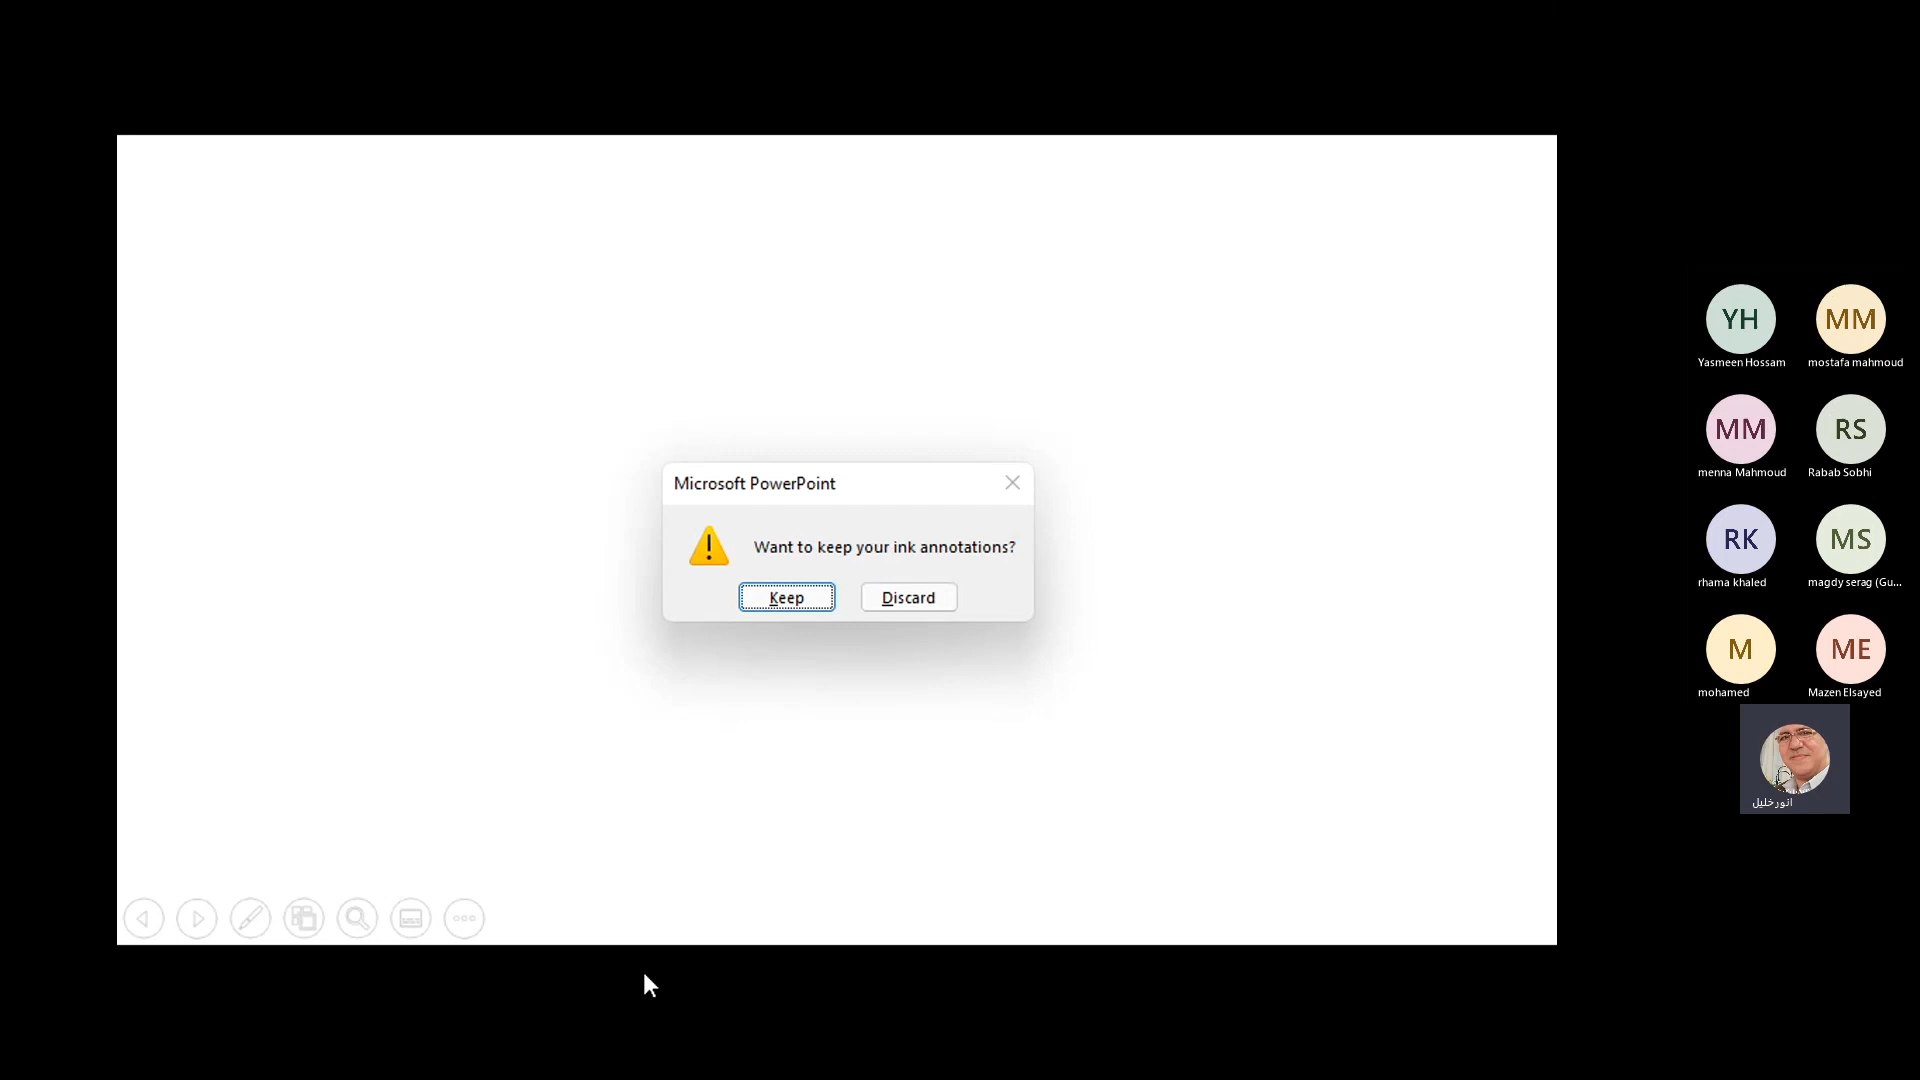 Microsoft PowerPoint
Want to keep your ink annotations?
Keep
Discard
YH
Yasmeen Hossam
MM
mostafa mahmoud
MM
menna Mahmoud
RS
Rabab Sobhi
RK
rhama khaled
MS
magdy serag (Gu...
M
mohamed
ME
Mazen Elsayed
انور خليل